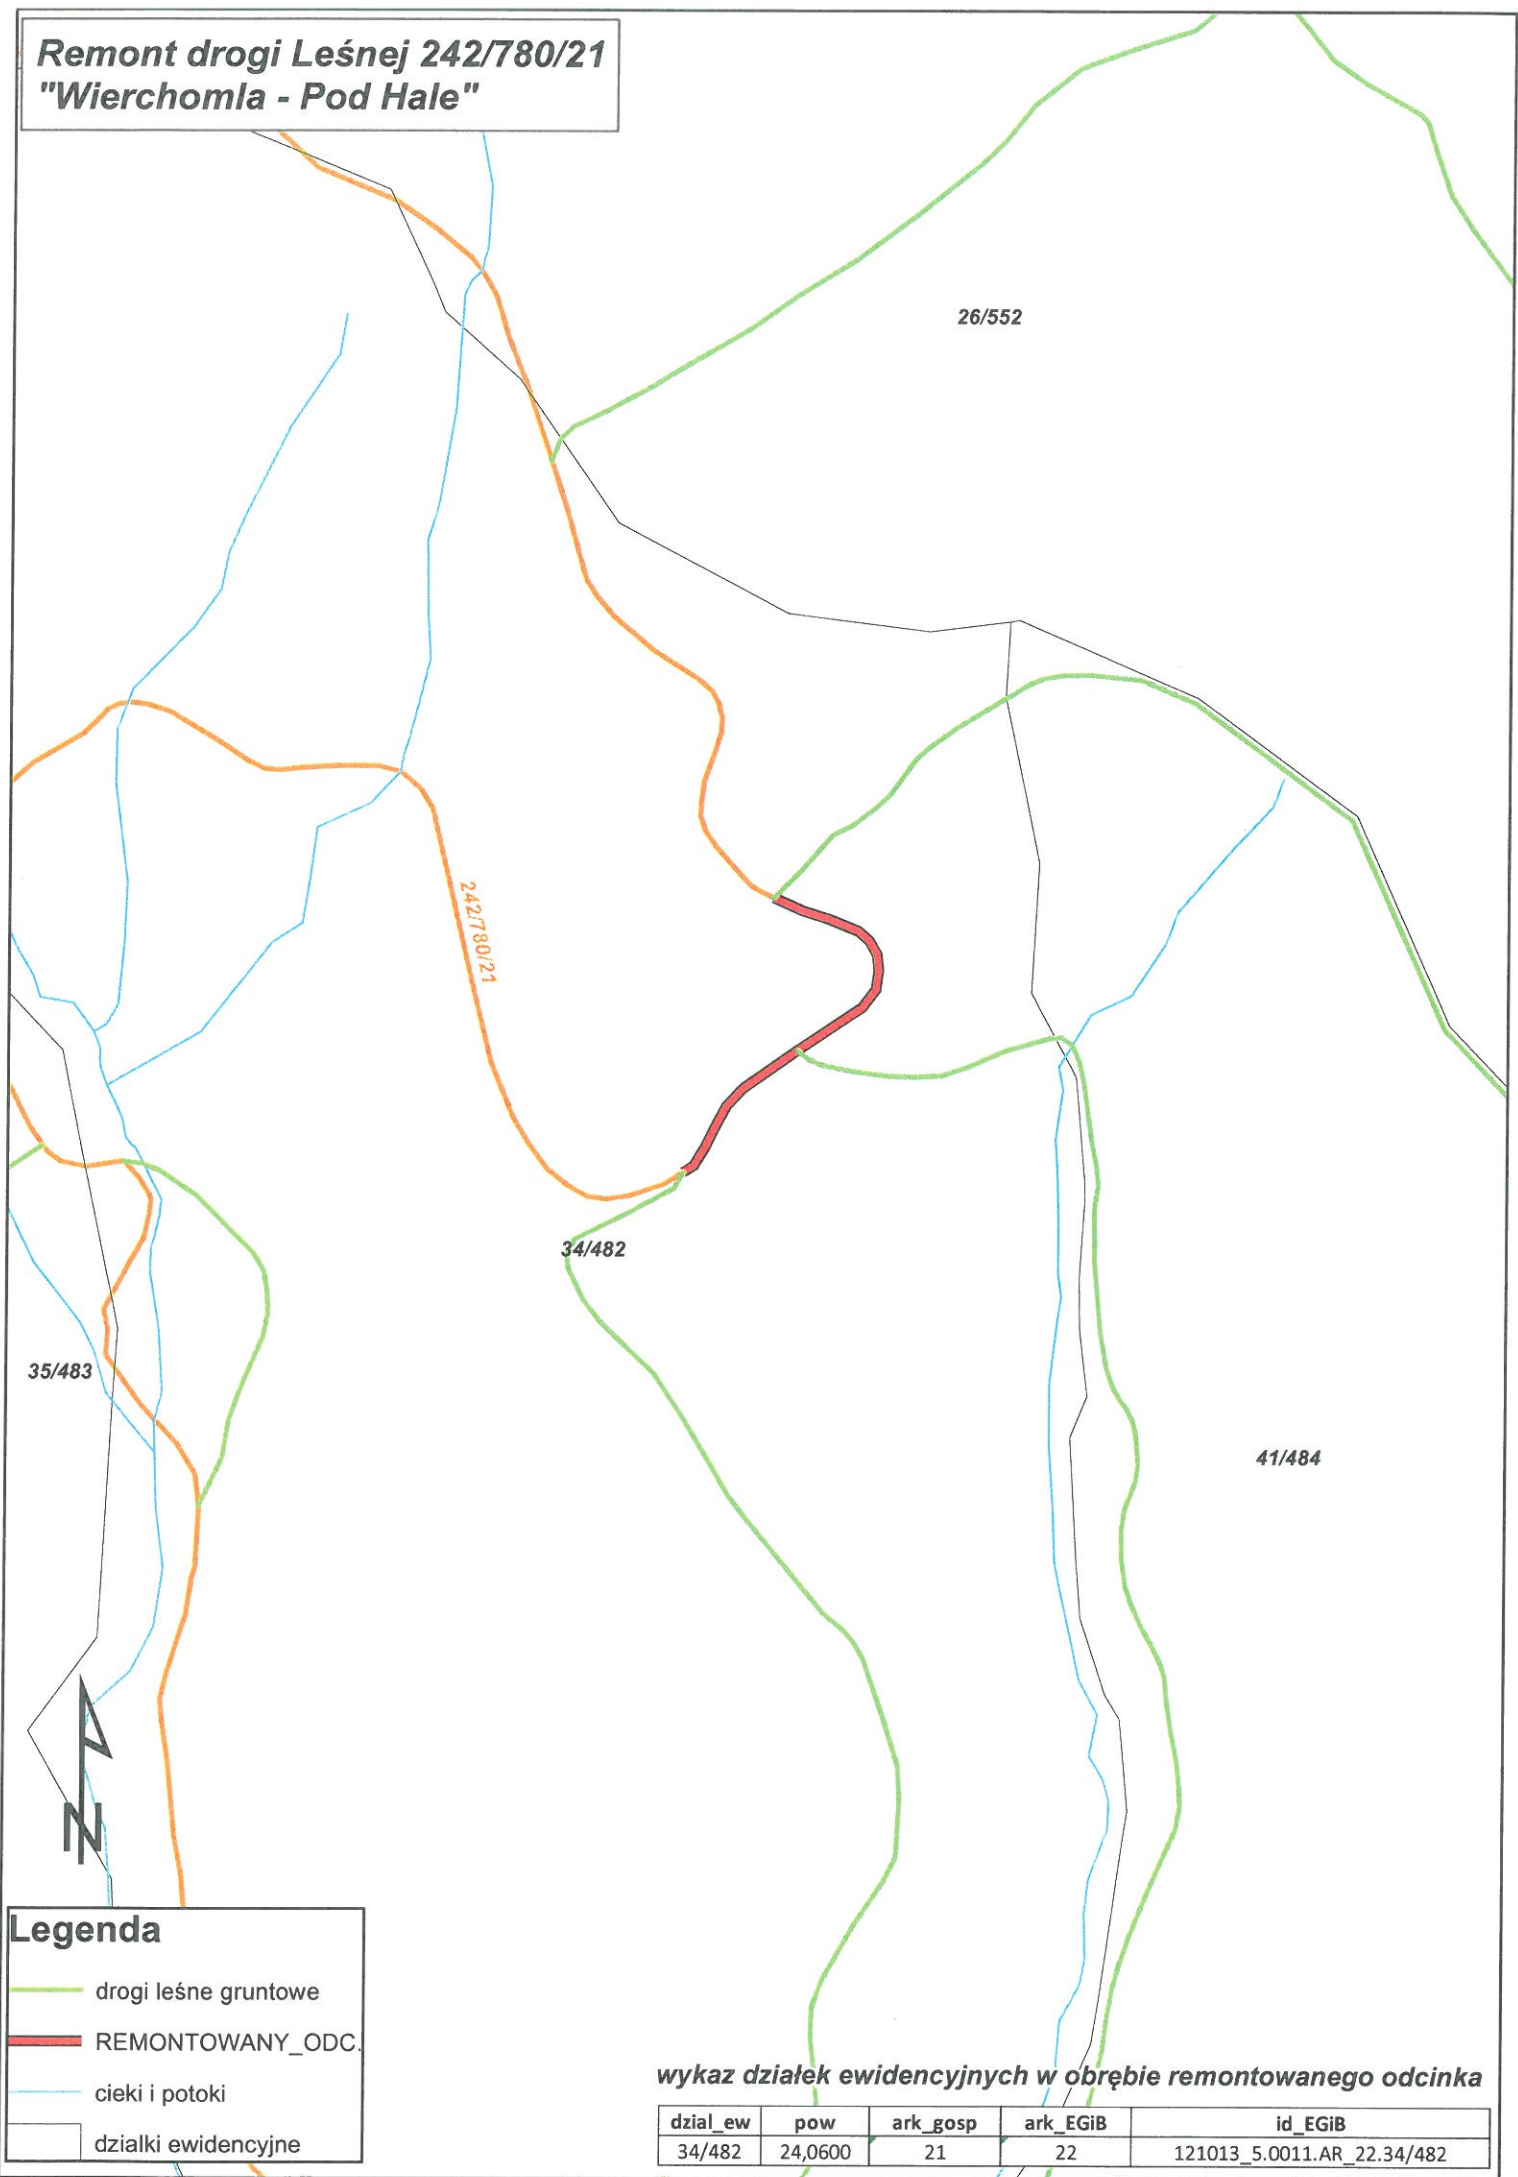 Remont drogi Leśnej 242/780/21
"Wierchomla - Pod Hale"
26/552
242/780/21
34/482
35/483
41/484
N
Legenda
drogi leśne gruntowe
REMONTOWANY_ODC.
cieki i potoki
dzialki ewidencyjne
wykaz działek ewidencyjnych w obrębie remontowanego odcinka
dzial_ew pow ark_gosp ark_EGiB id_EGiB
34/482 24,0600 21 22 121013_5.0011.AR_22.34/482